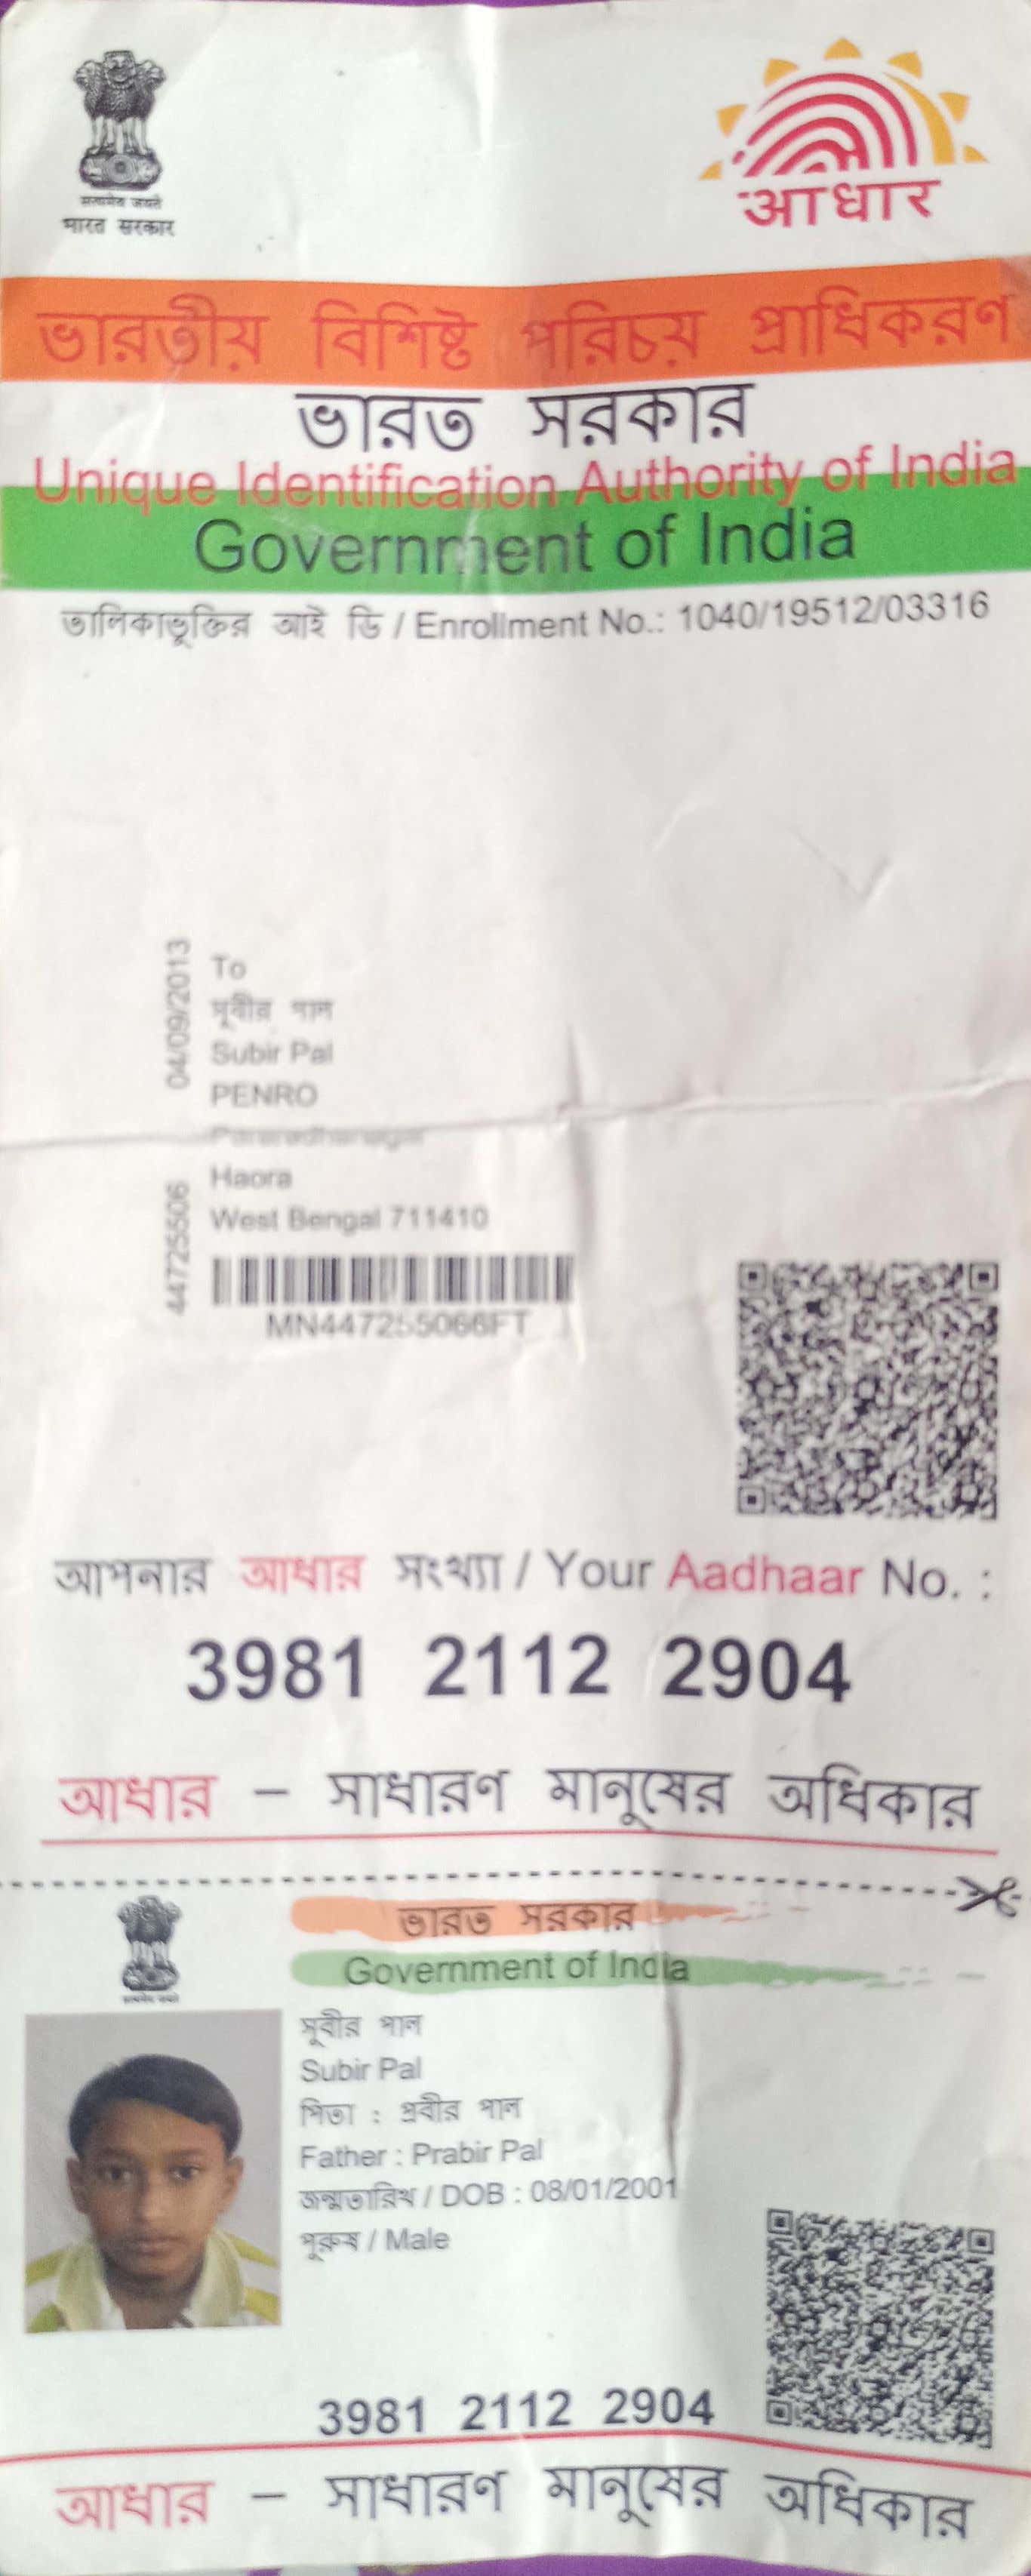 सत्यमेव जयते
भारत सरकार
आधार
ভারতীয় বিশিষ্ট পরিচয় প্রাধিকরণ
ভারত সরকার
Unique Identification Authority of India
Government of India
তালিকাভুক্তির আই ডি / Enrollment No.: 1040/19512/03316
04/09/2013
To
সুবীর পাল
Subir Pal
PENRO
Haora
West Bengal 711410
44725506
MN447255066FT
আপনার আধার সংখ্যা / Your Aadhaar No. :
3981 2112 2904
আধার – সাধারণ মানুষের অধিকার
ভারত সরকার
Government of India
সুবীর পাল
Subir Pal
পিতা : প্রবীর পাল
Father : Prabir Pal
জন্মতারিখ / DOB : 08/01/2001
পুরুষ / Male
3981 2112 2904
আধার – সাধারণ মানুষের অধিকার